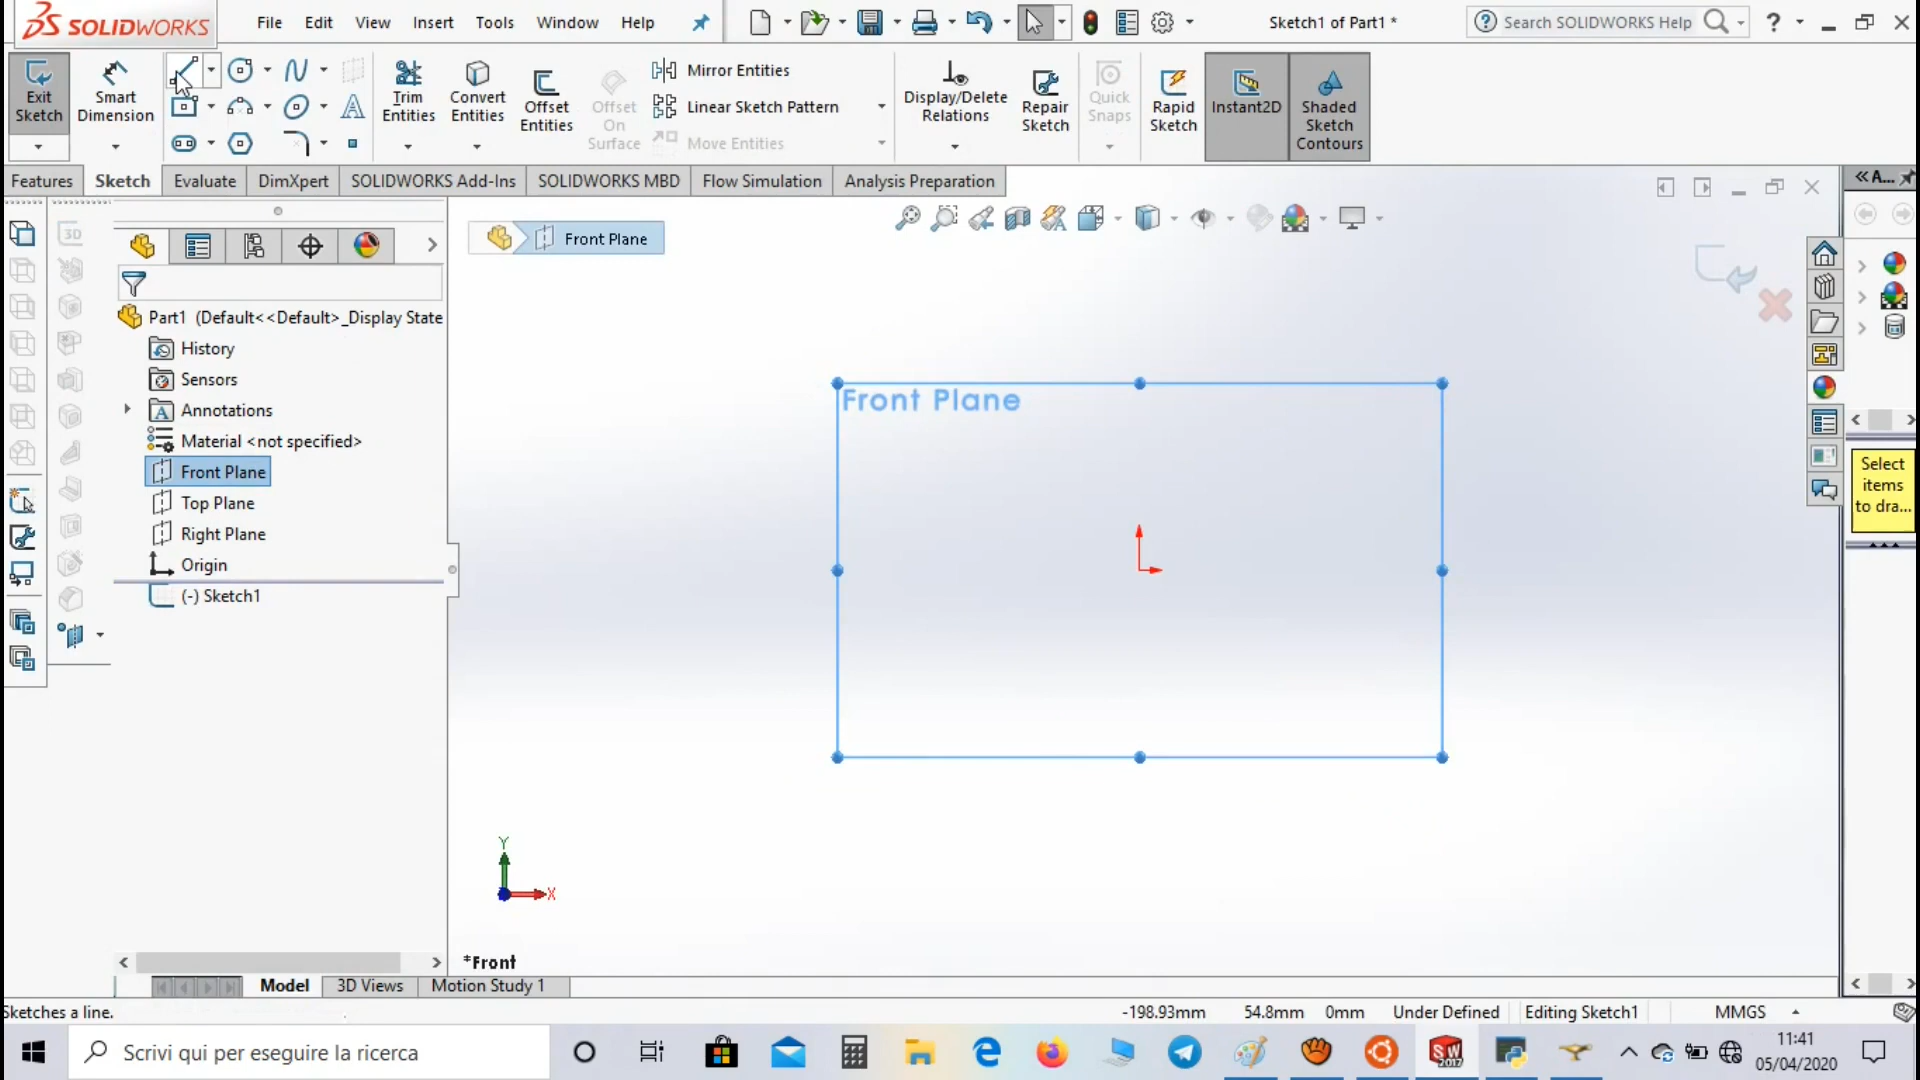 SOLIDWORKS
File Edit View Insert Tools Window Help
Sketch1 of Part1 *
Search SOLIDWORKS Help
Exit Sketch
Smart Dimension
Trim Entities
Convert Entities
Offset Entities
Offset On Surface
Mirror Entities
Linear Sketch Pattern
Move Entities
Display/Delete Relations
Repair Sketch
Quick Snaps
Rapid Sketch
Instant2D
Shaded Sketch Contours
Features Sketch Evaluate DimXpert SOLIDWORKS Add-Ins SOLIDWORKS MBD Flow Simulation Analysis Preparation
A...
3D
Front Plane
Part1 (Default<<Default>_Display State
History
Sensors
Annotations
Material <not specified>
Front Plane
Top Plane
Right Plane
Origin
(-) Sketch1
Front Plane
Select
items
to dra...
Y
X
*Front
Model 3D Views Motion Study 1
Sketches a line.
-198.93mm 54.8mm 0mm Under Defined Editing Sketch1 MMGS
Scrivi qui per eseguire la ricerca
SW
2017
11:41
05/04/2020